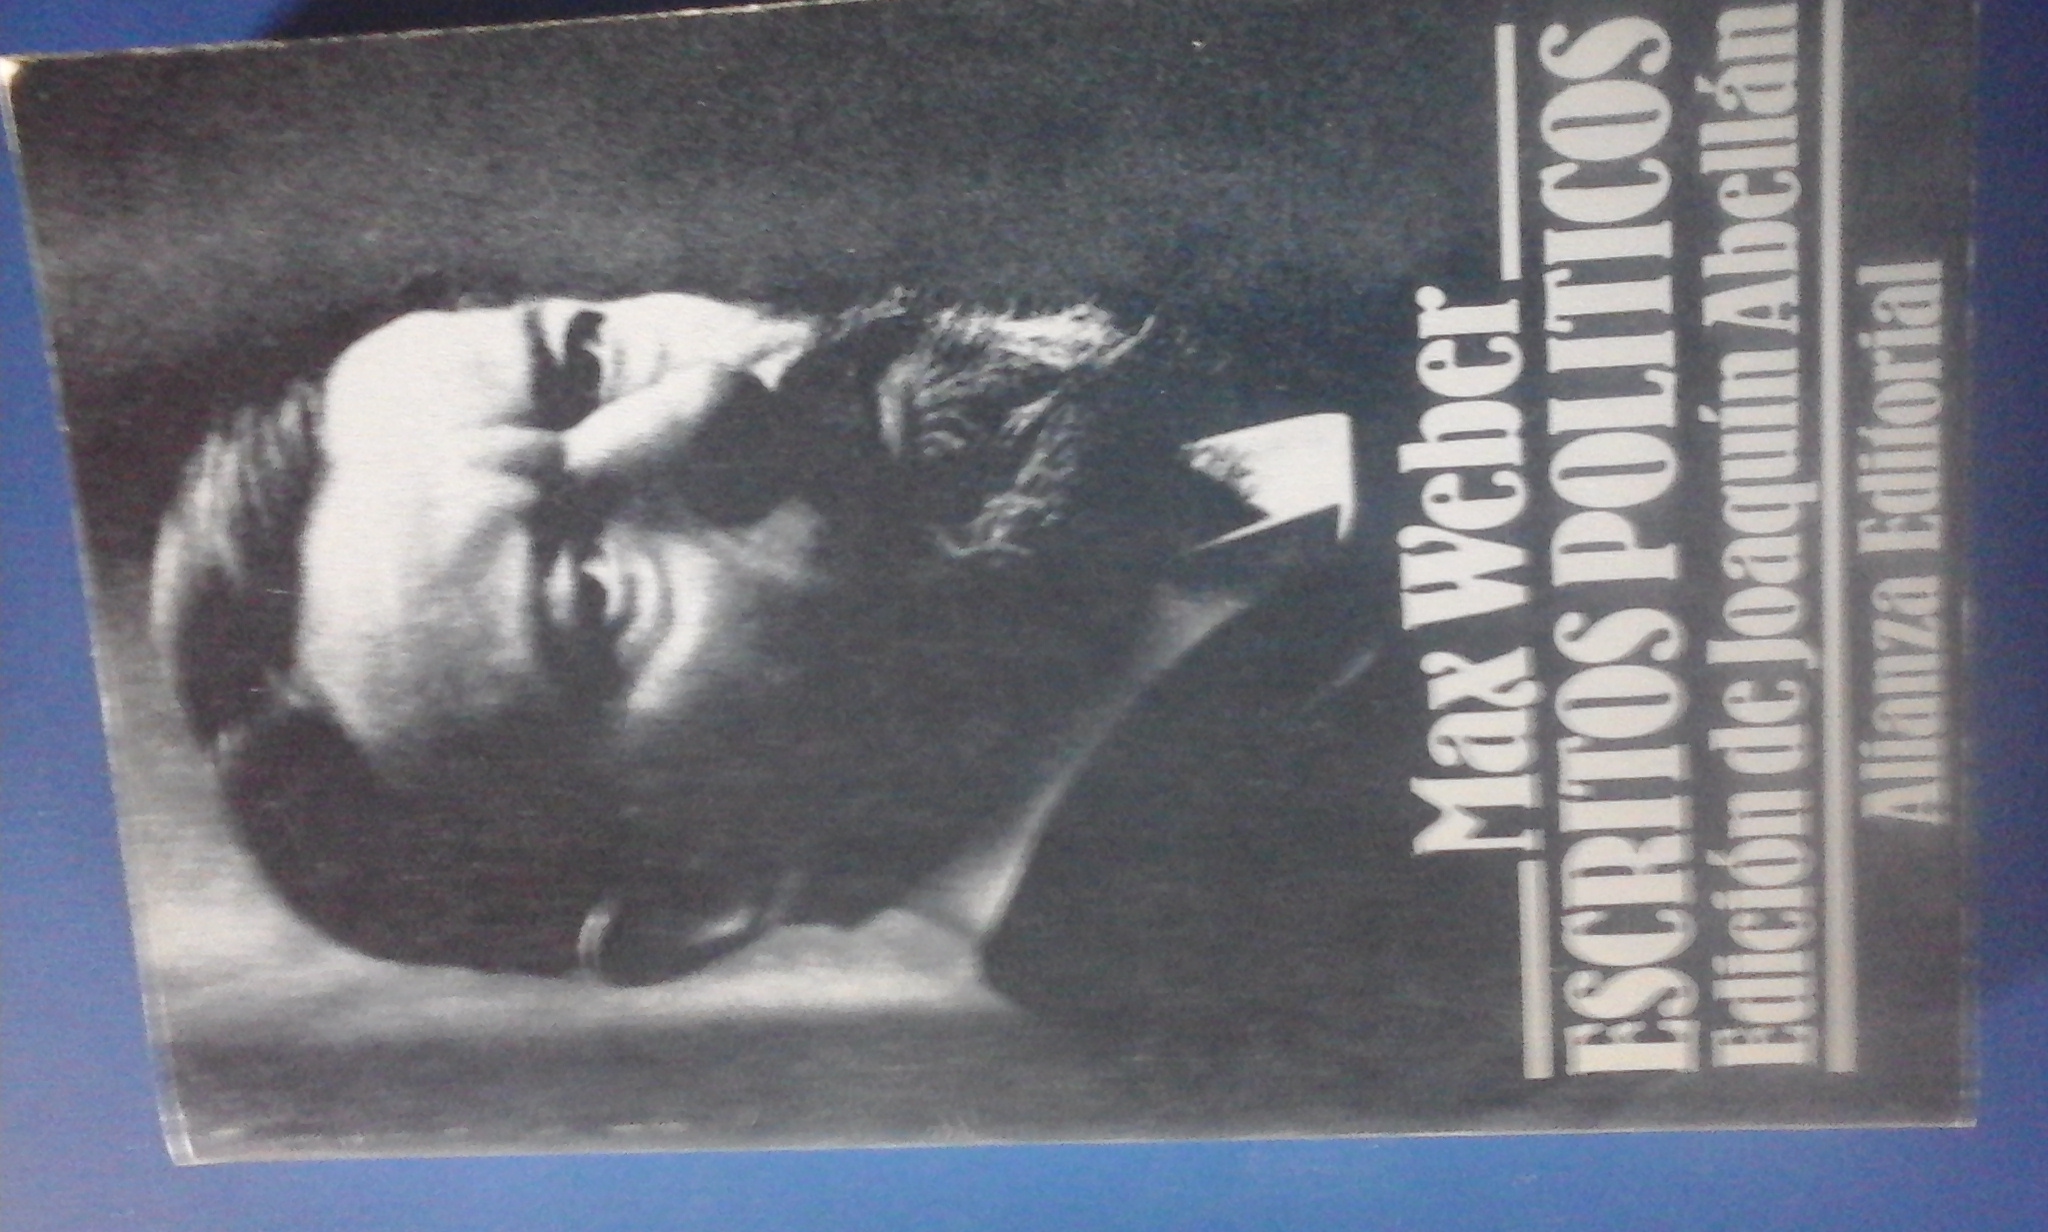 Max Weber
ESCRITOS POLITICOS
Edición de Joaquín Abellán
Alianza Editorial